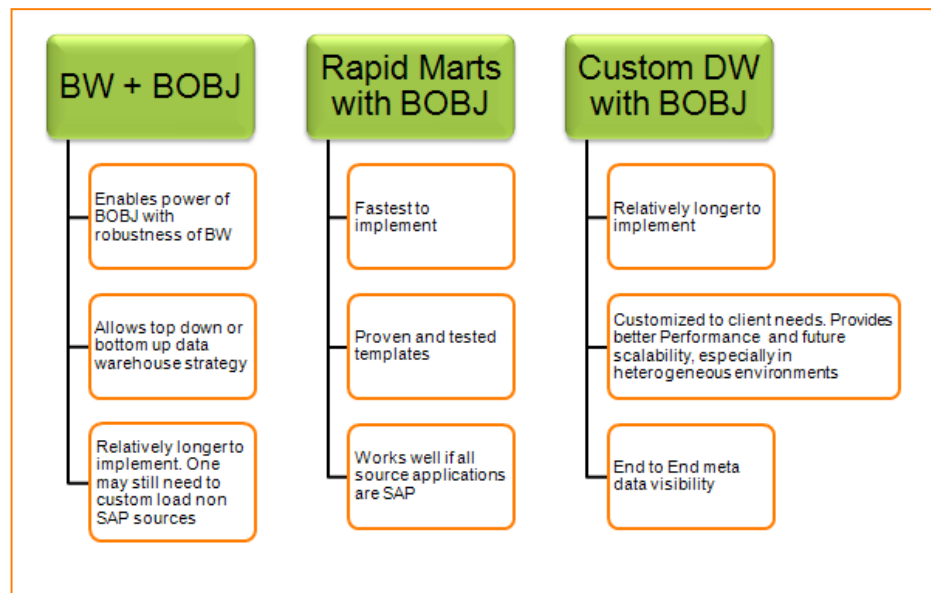 BW + BOBJ
Enables power of
BOBJ with
robustness of BW
Allows top down or
bottom up data
warehouse strategy
Relatively longer to
implement. One
may still need to
custom load non
SAP sources
Rapid Marts
with BOBJ
Fastest to
implement
Proven and tested
templates
Works well if all
source applications
are SAP
Custom DW
with BOBJ
Relatively longer to
implement
Customized to client needs. Provides
better Performance and future
scalability, especially in
heterogeneous environments
End to End meta
data visibility